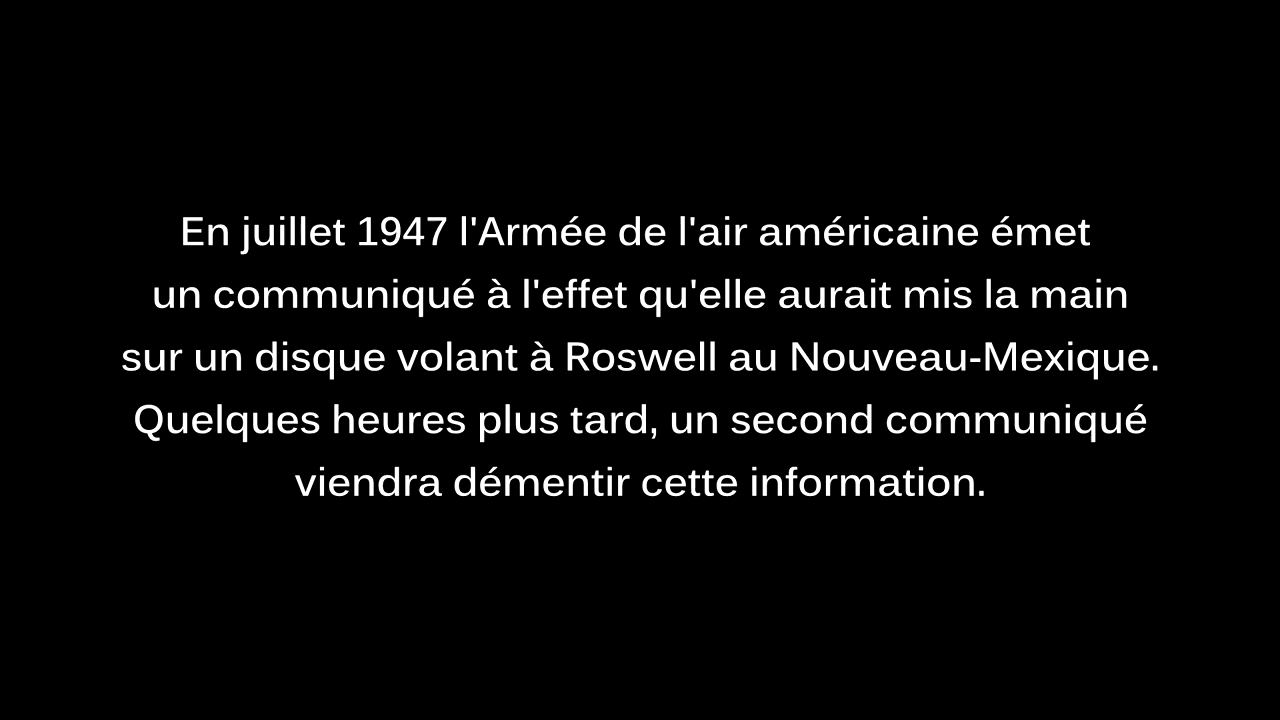 En juillet 1947 l'Armée de l'air américaine émet
un communiqué à l'effet qu'elle aurait mis la main
sur un disque volant à Roswell au Nouveau-Mexique.
Quelques heures plus tard, un second communiqué
viendra démentir cette information.